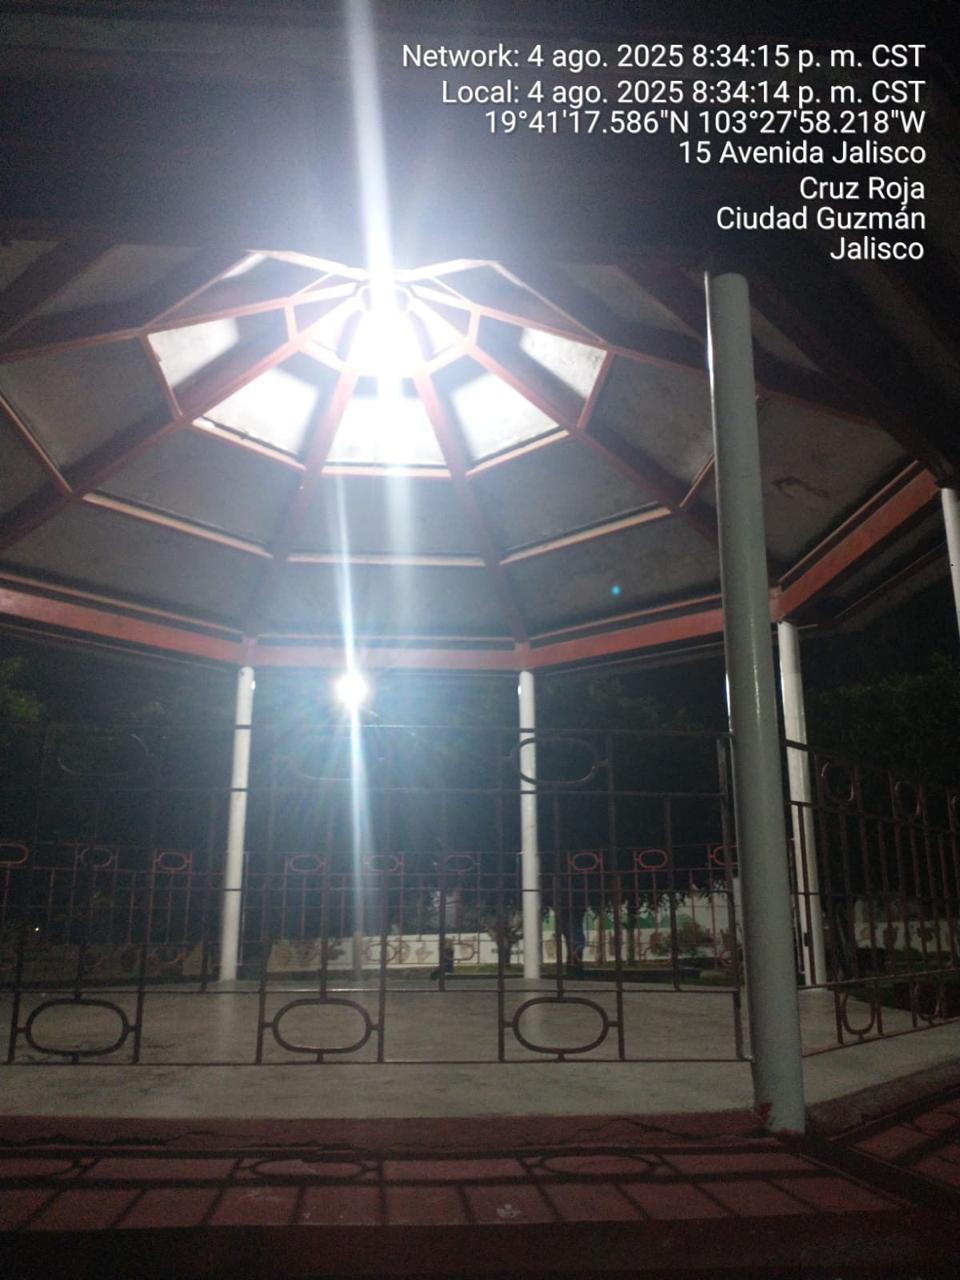 Network: 4 ago. 2025 8:34:15 p. m. CST
Local: 4 ago. 2025 8:34:14 p. m. CST
19°41'17.586"N 103°27'58.218"W
15 Avenida Jalisco
Cruz Roja
Ciudad Guzmán
Jalisco